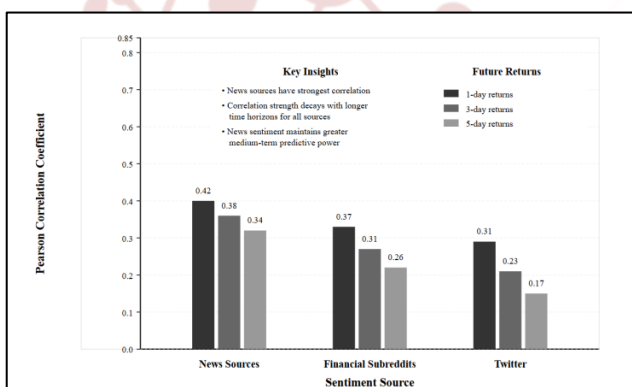 0.85
0.8
0.7
0.6
0.5
0.4
0.3
0.2
0.1
0.0
Pearson Correlation Coefficient
Key Insights
• News sources have strongest correlation
• Correlation strength decays with longer
time horizons for all sources
• News sentiment maintains greater
medium-term predictive power
Future Returns
1-day returns
3-day returns
5-day returns
0.42
0.38
0.34
0.37
0.31
0.26
0.31
0.23
0.17
News Sources
Financial Subreddits
Twitter
Sentiment Source